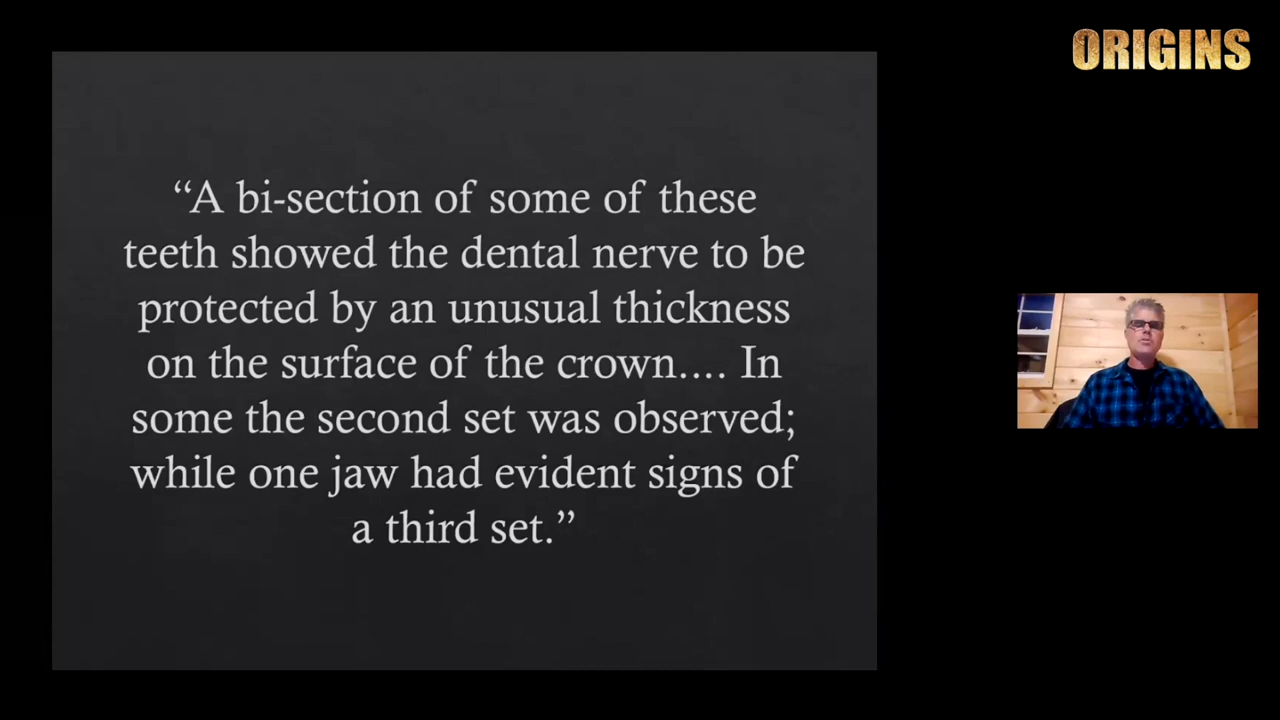 ORIGINS
“A bi-section of some of these
teeth showed the dental nerve to be
protected by an unusual thickness
on the surface of the crown.... In
some the second set was observed;
while one jaw had evident signs of
a third set.”